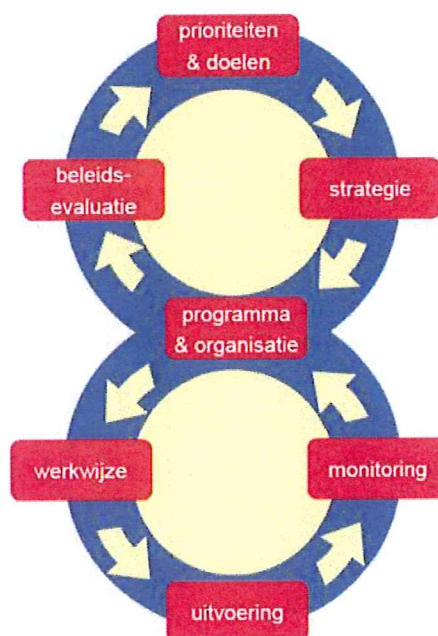 prioriteiten
& doelen
beleids-
evaluatie
strategie
programma
& organisatie
werkwijze
monitoring
uitvoering